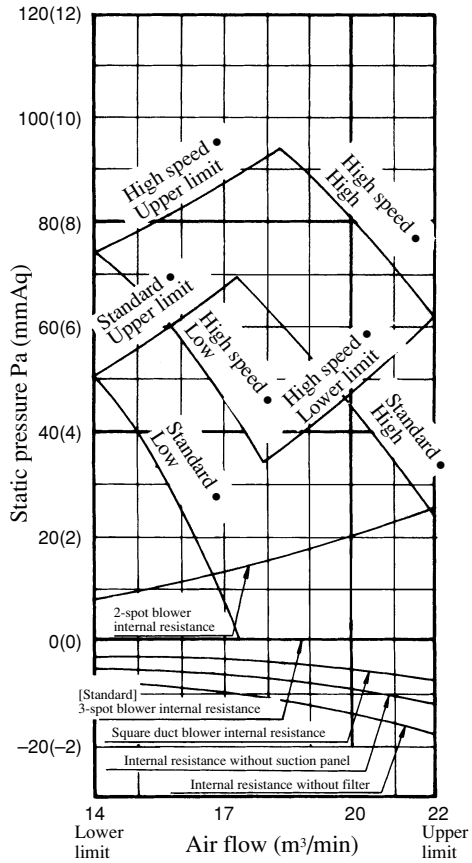 120(12)
100(10)
80(8)
60(6)
40(4)
20(2)
0(0)
–20(–2)
Static pressure Pa (mmAq)
High speed
Upper limit
High speed
High
Standard
Upper limit
High speed
Low
High speed
Lower limit
Standard
High
Standard
Low
2-spot blower
internal resistance
[Standard]
3-spot blower internal resistance
Square duct blower internal resistance
Internal resistance without suction panel
Internal resistance without filter
14
17
20
22
Lower
limit
Air flow (m³/min)
Upper
limit